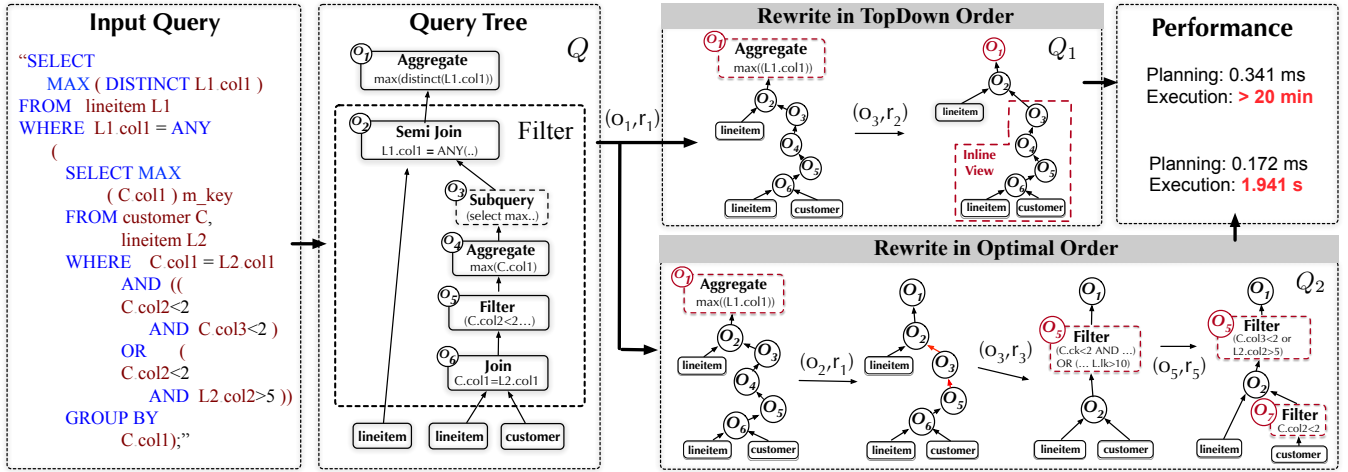 Input Query
“SELECT
MAX ( DISTINCT L1.col1 )
FROM lineitem L1
WHERE L1.col1 = ANY
(
SELECT MAX
( C.col1 ) m_key
FROM customer C,
lineitem L2
WHERE C.col1 = L2.col1
AND ((
C.col2<2
AND C.col3<2 )
OR (
C.col2<2
AND L2.col2>5 ))
GROUP BY
C.col1);”
Query Tree
Q
O1
Aggregate
max(distinct(L1.col1))
Filter
O2
Semi Join
L1.col1 = ANY(..)
O3
Subquery
(select max..)
O4
Aggregate
max(C.col1)
O5
Filter
(C.col2<2...)
O6
Join
C.col1=L2.col1
lineitem
lineitem
customer
(o1,r1)
Rewrite in TopDown Order
Q1
O1
Aggregate
max((L1.col1))
O2
lineitem
O3
O4
O5
O6
lineitem
customer
(o3,r2)
O1
O2
lineitem
O3
O4
Inline
View
O5
O6
lineitem
customer
Rewrite in Optimal Order
Q2
O1
Aggregate
max((L1.col1))
O2
lineitem
O3
O4
O5
O6
lineitem
customer
(o2,r1)
O1
O2
lineitem
O3
O5
O6
lineitem
customer
(o3,r3)
O1
O5
Filter
(C.ck<2 AND ...)
OR (... L.lk>10)
O2
lineitem
customer
(o5,r5)
O1
O5
Filter
(C.col3<2 or
L2.col2>5)
O2
O7
Filter
C.col2<2
lineitem
customer
Performance
Planning: 0.341 ms
Execution: > 20 min
Planning: 0.172 ms
Execution: 1.941 s